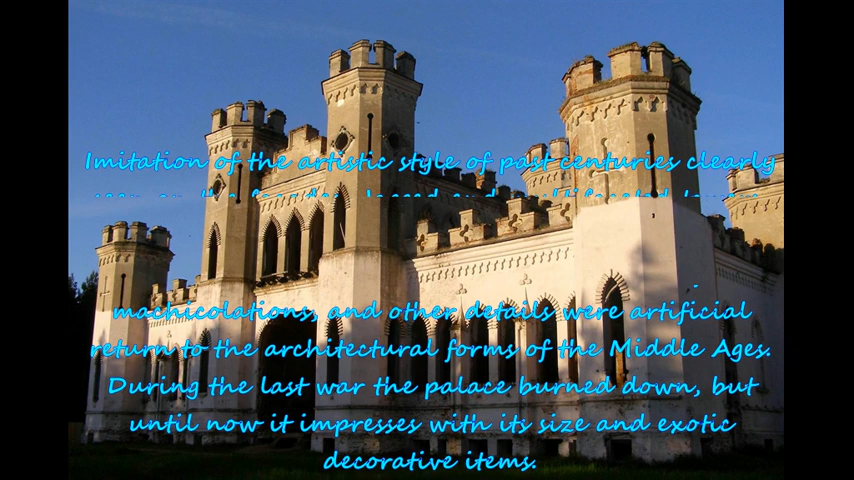 Imitation of the artistic style of past centuries clearly
machicolations, and other details were artificial
return to the architectural forms of the Middle Ages.
During the last war the palace burned down, but
until now it impresses with its size and exotic
decorative items.